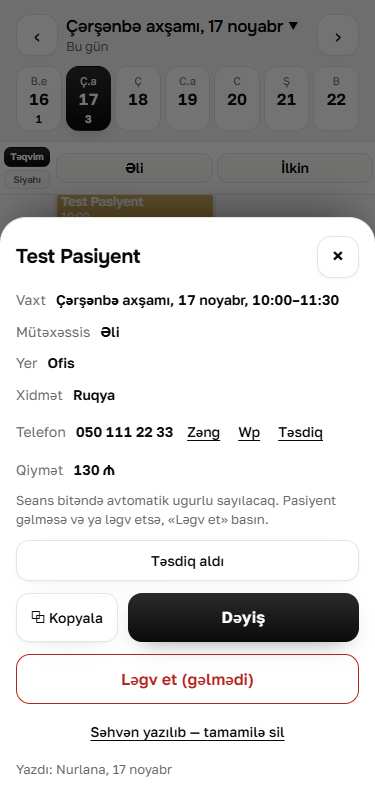 ‹
Çərşənbə axşamı, 17 noyabr ▼
Bu gün
›
B.e Ç.a Ç C.a C Ş B
16 17 18 19 20 21 22
1 3
Təqvim
Siyahı
Əli
İlkin
Test Pasiyent
Test Pasiyent
×
Vaxt Çərşənbə axşamı, 17 noyabr, 10:00–11:30
Mütəxəssis Əli
Yer Ofis
Xidmət Ruqya
Telefon 050 111 22 33 Zəng Wp Təsdiq
Qiymət 130 ₼
Seans bitəndə avtomatik uğurlu sayılacaq. Pasiyent
gəlməsə və ya ləğv etsə, «Ləğv et» basın.
Təsdiq aldı
Kopyala
Dəyiş
Ləğv et (gəlmədi)
Səhvən yazılıb — tamamilə sil
Yazdı: Nurlana, 17 noyabr